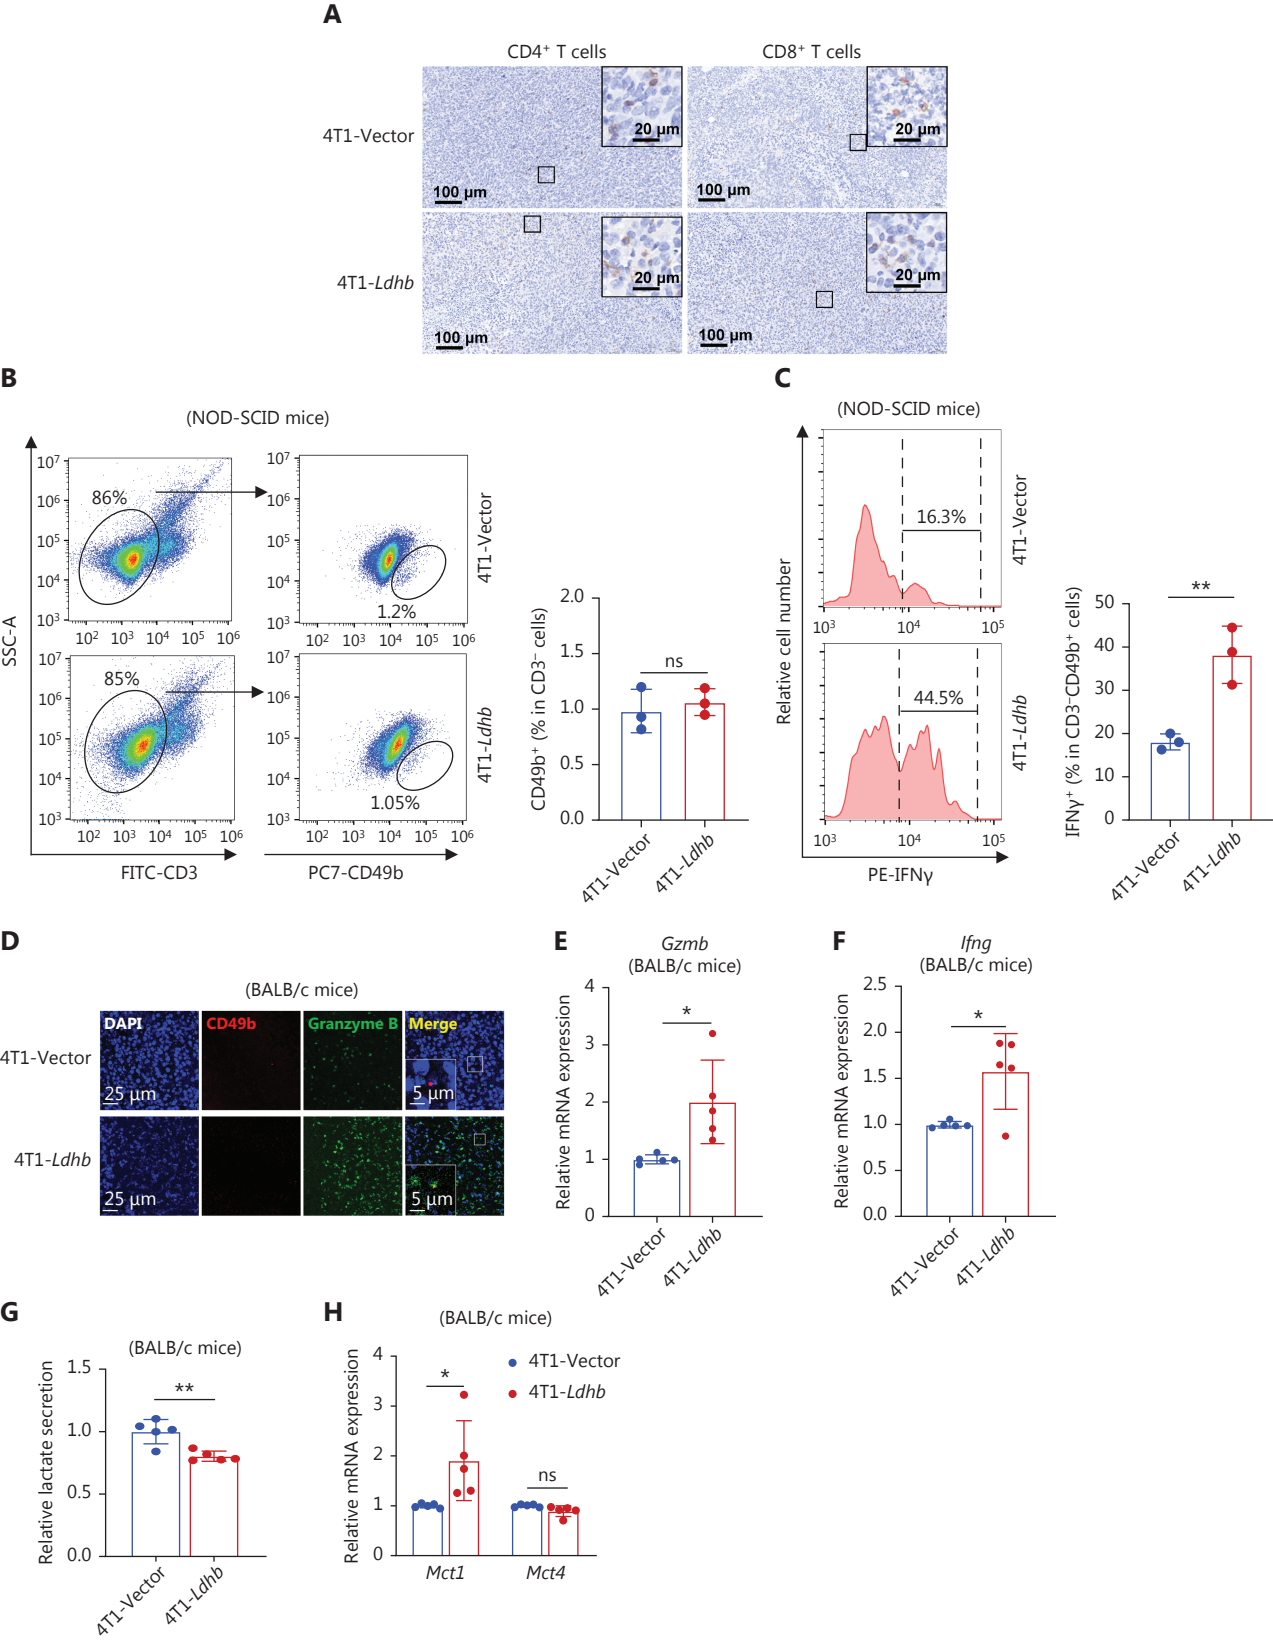 A
CD4⁺ T cells
CD8⁺ T cells
4T1-Vector
20 µm
100 µm
20 µm
100 µm
4T1-Ldhb
20 µm
100 µm
20 µm
100 µm
B
(NOD-SCID mice)
SSC-A
10⁷
10⁶
10⁵
10⁴
10³
86%
10² 10³ 10⁴ 10⁵ 10⁶
10⁷
10⁶
10⁵
10⁴
10³
1.2%
10² 10³ 10⁴ 10⁵ 10⁶
4T1-Vector
10⁷
10⁶
10⁵
10⁴
10³
85%
10² 10³ 10⁴ 10⁵ 10⁶
10⁷
10⁶
10⁵
10⁴
10³
1.05%
10² 10³ 10⁴ 10⁵ 10⁶
4T1-Ldhb
FITC-CD3
PC7-CD49b
CD49b⁺ (% in CD3⁻ cells)
2.0
1.5
1.0
0.5
0.0
ns
4T1-Vector
4T1-Ldhb
C
(NOD-SCID mice)
Relative cell number
16.3%
10³ 10⁴ 10⁵
4T1-Vector
44.5%
10³ 10⁴ 10⁵
4T1-Ldhb
PE-IFNγ
IFNγ⁺ (% in CD3⁻CD49b⁺ cells)
50
40
30
20
10
0
**
4T1-Vector
4T1-Ldhb
D
(BALB/c mice)
DAPI
CD49b
Granzyme B
Merge
4T1-Vector
25 µm
5 µm
4T1-Ldhb
25 µm
5 µm
E
Gzmb
(BALB/c mice)
Relative mRNA expression
4
3
2
1
0
*
4T1-Vector
4T1-Ldhb
F
Ifng
(BALB/c mice)
Relative mRNA expression
2.5
2.0
1.5
1.0
0.5
0.0
*
4T1-Vector
4T1-Ldhb
G
(BALB/c mice)
Relative lactate secretion
1.5
1.0
0.5
0.0
**
4T1-Vector
4T1-Ldhb
H
(BALB/c mice)
Relative mRNA expression
4
3
2
1
0
4T1-Vector
4T1-Ldhb
*
ns
Mct1
Mct4